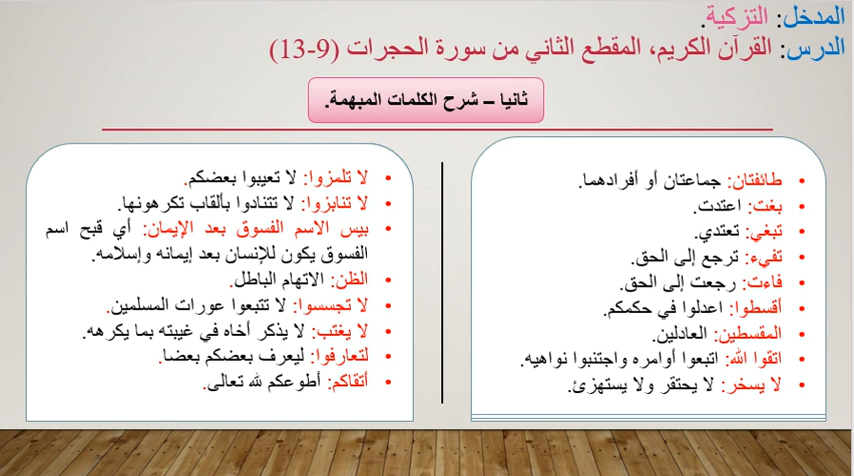 المدخل: التزكية.
الدرس: القرآن الكريم، المقطع الثاني من سورة الحجرات (9-13)
ثانيا – شرح الكلمات المبهمة.
• طائفتان: جماعتان أو أفرادهما.
• بغت: اعتدت.
• تبغي: تعتدي.
• تفيء: ترجع إلى الحق.
• فاءت: رجعت إلى الحق.
• أقسطوا: اعدلوا في حكمكم.
• المقسطين: العادلين.
• اتقوا الله: اتبعوا أوامره واجتنبوا نواهيه.
• لا يسخر: لا يحتقر ولا يستهزئ.
• لا تلمزوا: لا تعيبوا بعضكم.
• لا تنابزوا: لا تتنادوا بألقاب تكرهونها.
• بيس الاسم الفسوق بعد الإيمان: أي قبح اسم
الفسوق يكون للإنسان بعد إيمانه وإسلامه.
• الظن: الاتهام الباطل.
• لا تجسسوا: لا تتبعوا عورات المسلمين.
• لا يغتب: لا يذكر أخاه في غيبته بما يكرهه.
• لتعارفوا: ليعرف بعضكم بعضا.
• أتقاكم: أطوعكم لله تعالى.